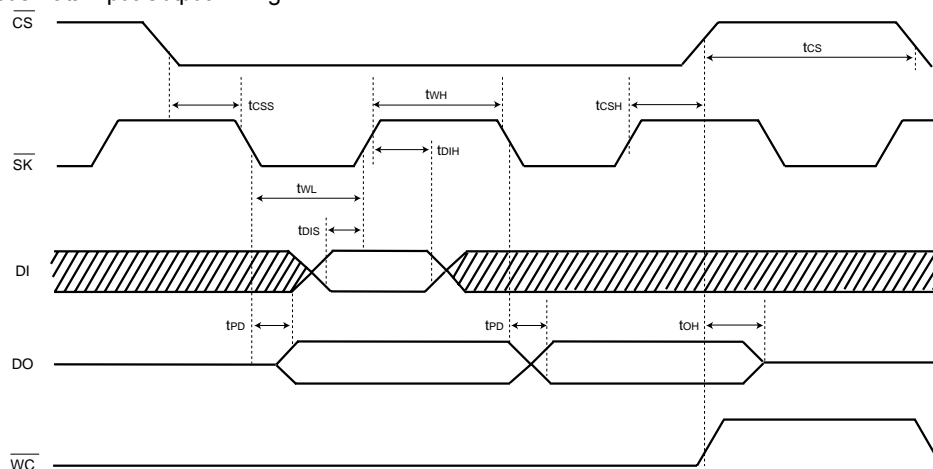 CS
tCS
tCSS
tWH
tCSH
SK
tDIH
tWL
tDIS
DI
tPD
tPD
tOH
DO
WC